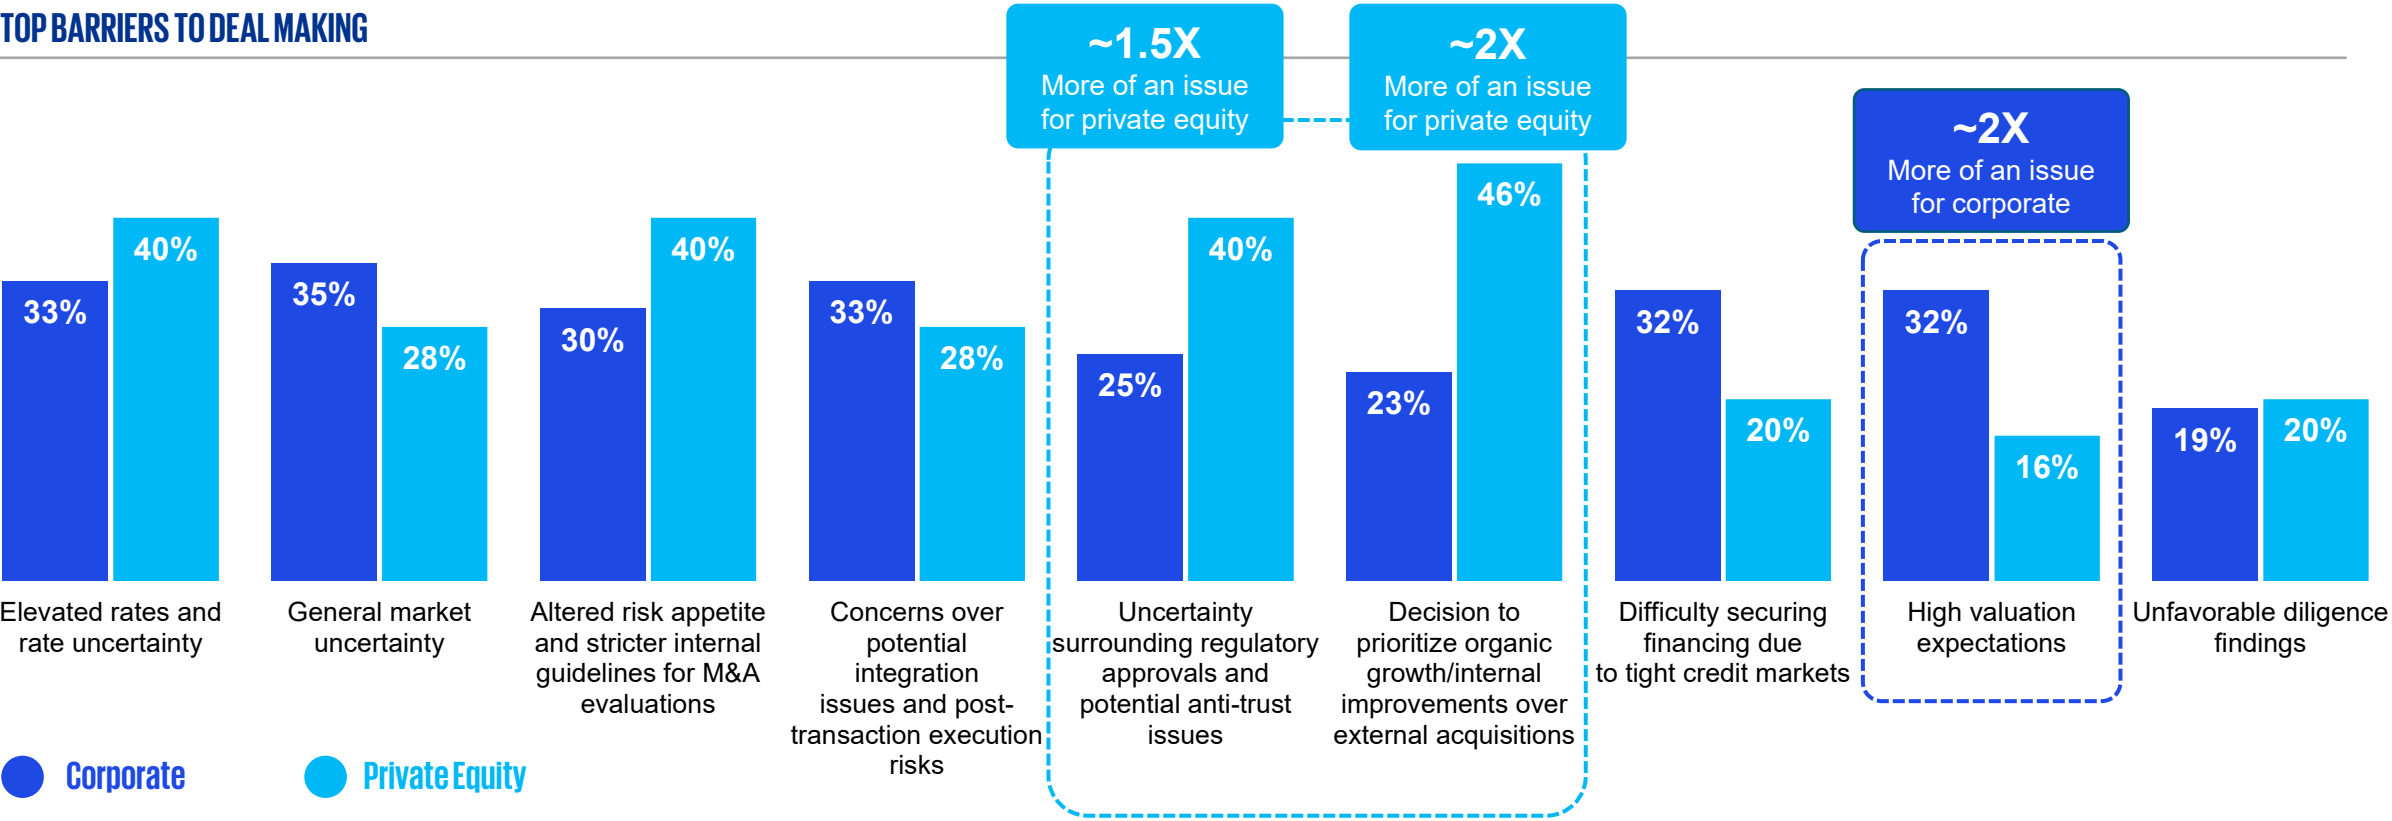 TOP BARRIERS TO DEAL MAKING
~1.5X
More of an issue
for private equity
~2X
More of an issue
for private equity
~2X
More of an issue
for corporate
33%
40%
35%
28%
30%
40%
33%
28%
25%
40%
23%
46%
32%
20%
32%
16%
19%
20%
Elevated rates and
rate uncertainty
General market
uncertainty
Altered risk appetite
and stricter internal
guidelines for M&A
evaluations
Concerns over
potential
integration
issues and post-
transaction execution
risks
Uncertainty
surrounding regulatory
approvals and
potential anti-trust
issues
Decision to
prioritize organic
growth/internal
improvements over
external acquisitions
Difficulty securing
financing due
to tight credit markets
High valuation
expectations
Unfavorable diligence
findings
Corporate
Private Equity